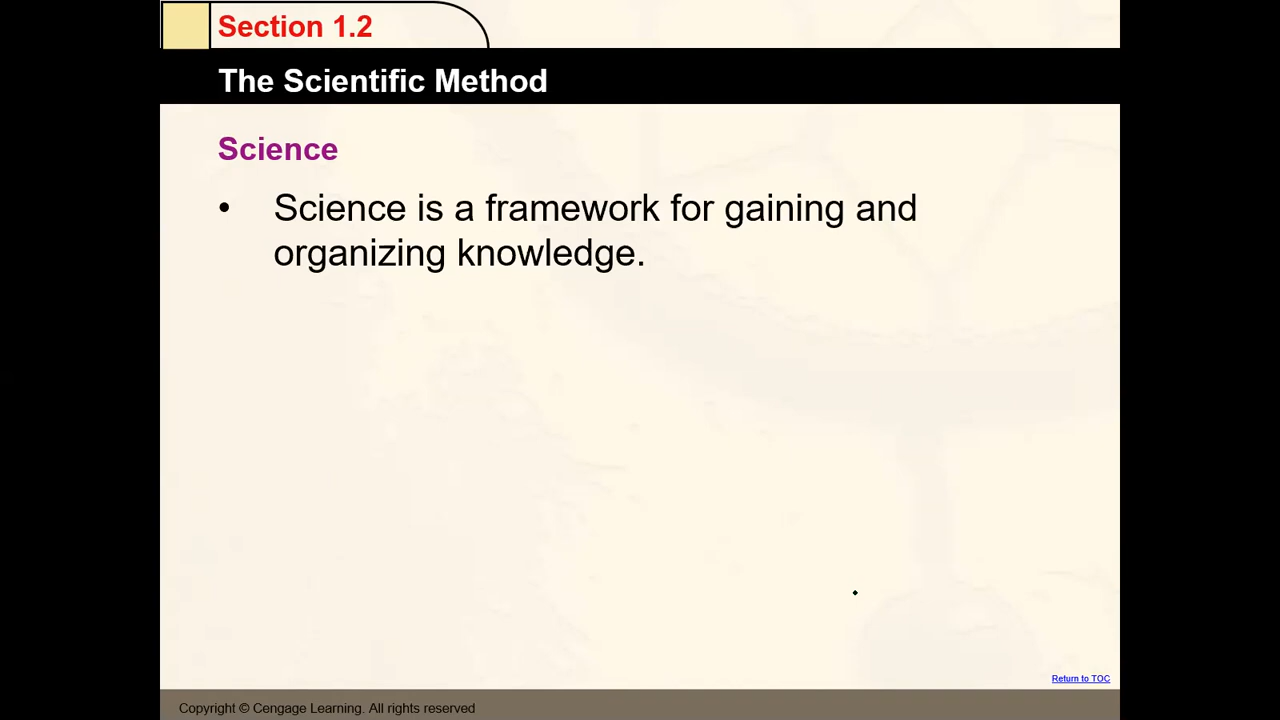 Section 1.2
The Scientific Method
Science
• Science is a framework for gaining and
organizing knowledge.
Return to TOC
Copyright © Cengage Learning. All rights reserved